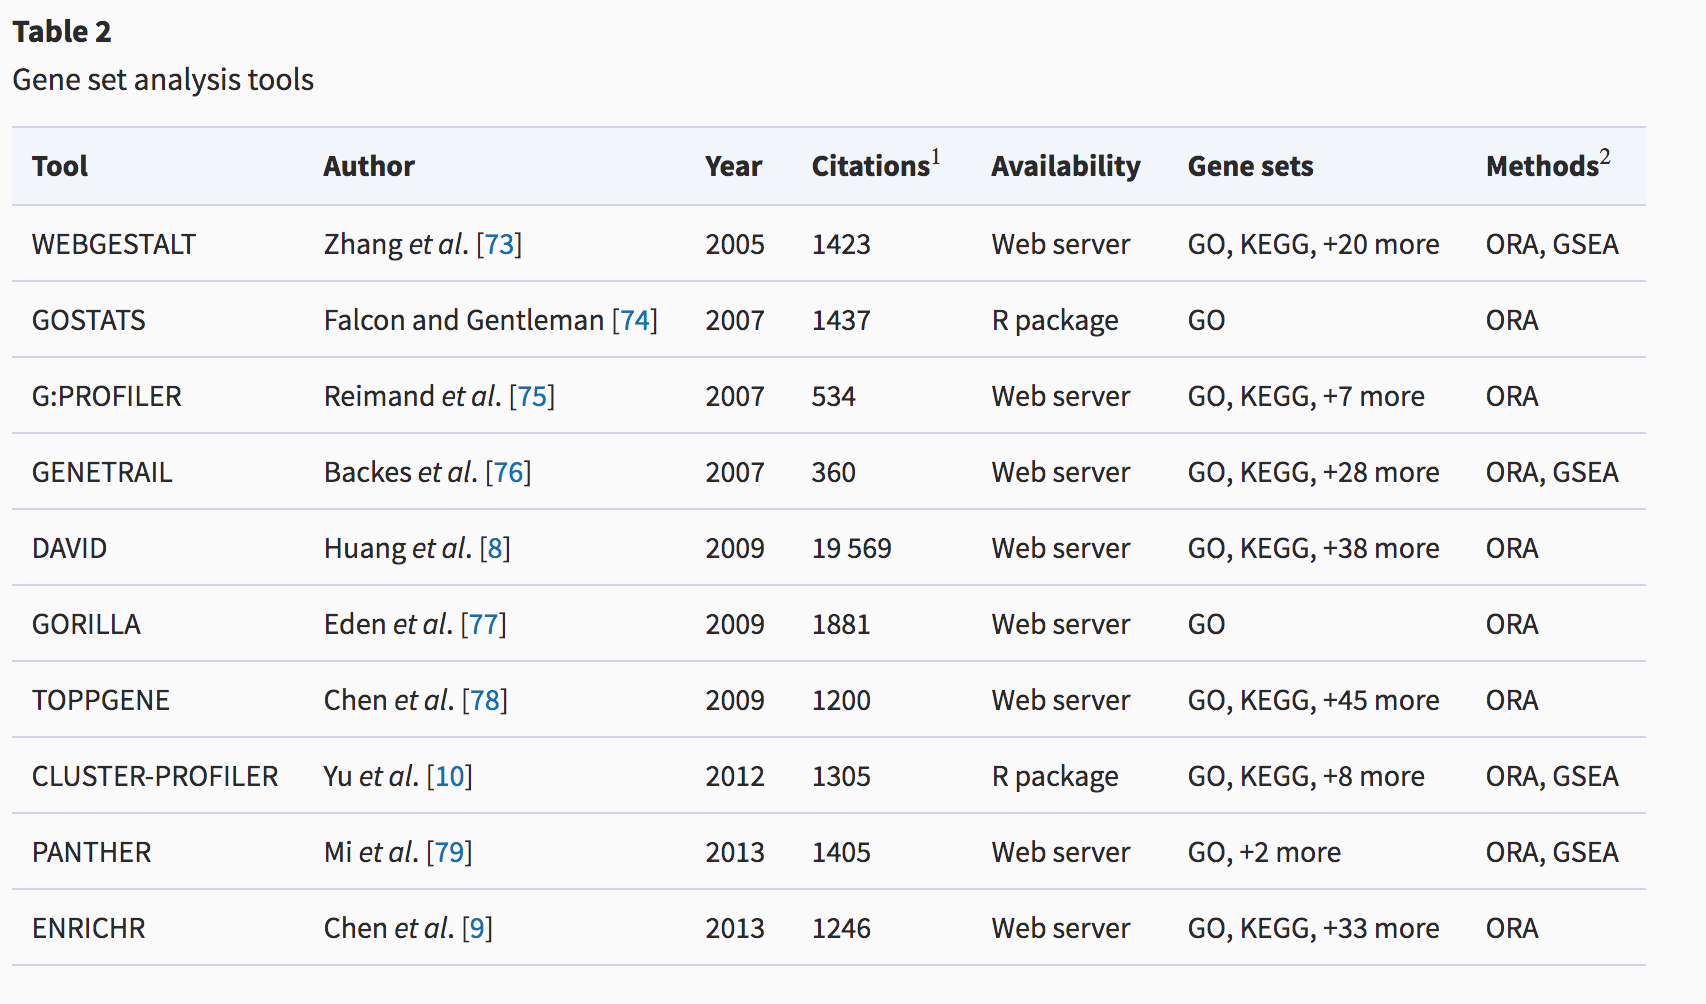 Table 2
Gene set analysis tools
Tool Author Year Citations1 Availability Gene sets Methods2
WEBGESTALT Zhang et al. [73] 2005 1423 Web server GO, KEGG, +20 more ORA, GSEA
GOSTATS Falcon and Gentleman [74] 2007 1437 R package GO ORA
G:PROFILER Reimand et al. [75] 2007 534 Web server GO, KEGG, +7 more ORA
GENETRAIL Backes et al. [76] 2007 360 Web server GO, KEGG, +28 more ORA, GSEA
DAVID Huang et al. [8] 2009 19 569 Web server GO, KEGG, +38 more ORA
GORILLA Eden et al. [77] 2009 1881 Web server GO ORA
TOPPGENE Chen et al. [78] 2009 1200 Web server GO, KEGG, +45 more ORA
CLUSTER-PROFILER Yu et al. [10] 2012 1305 R package GO, KEGG, +8 more ORA, GSEA
PANTHER Mi et al. [79] 2013 1405 Web server GO, +2 more ORA, GSEA
ENRICHR Chen et al. [9] 2013 1246 Web server GO, KEGG, +33 more ORA